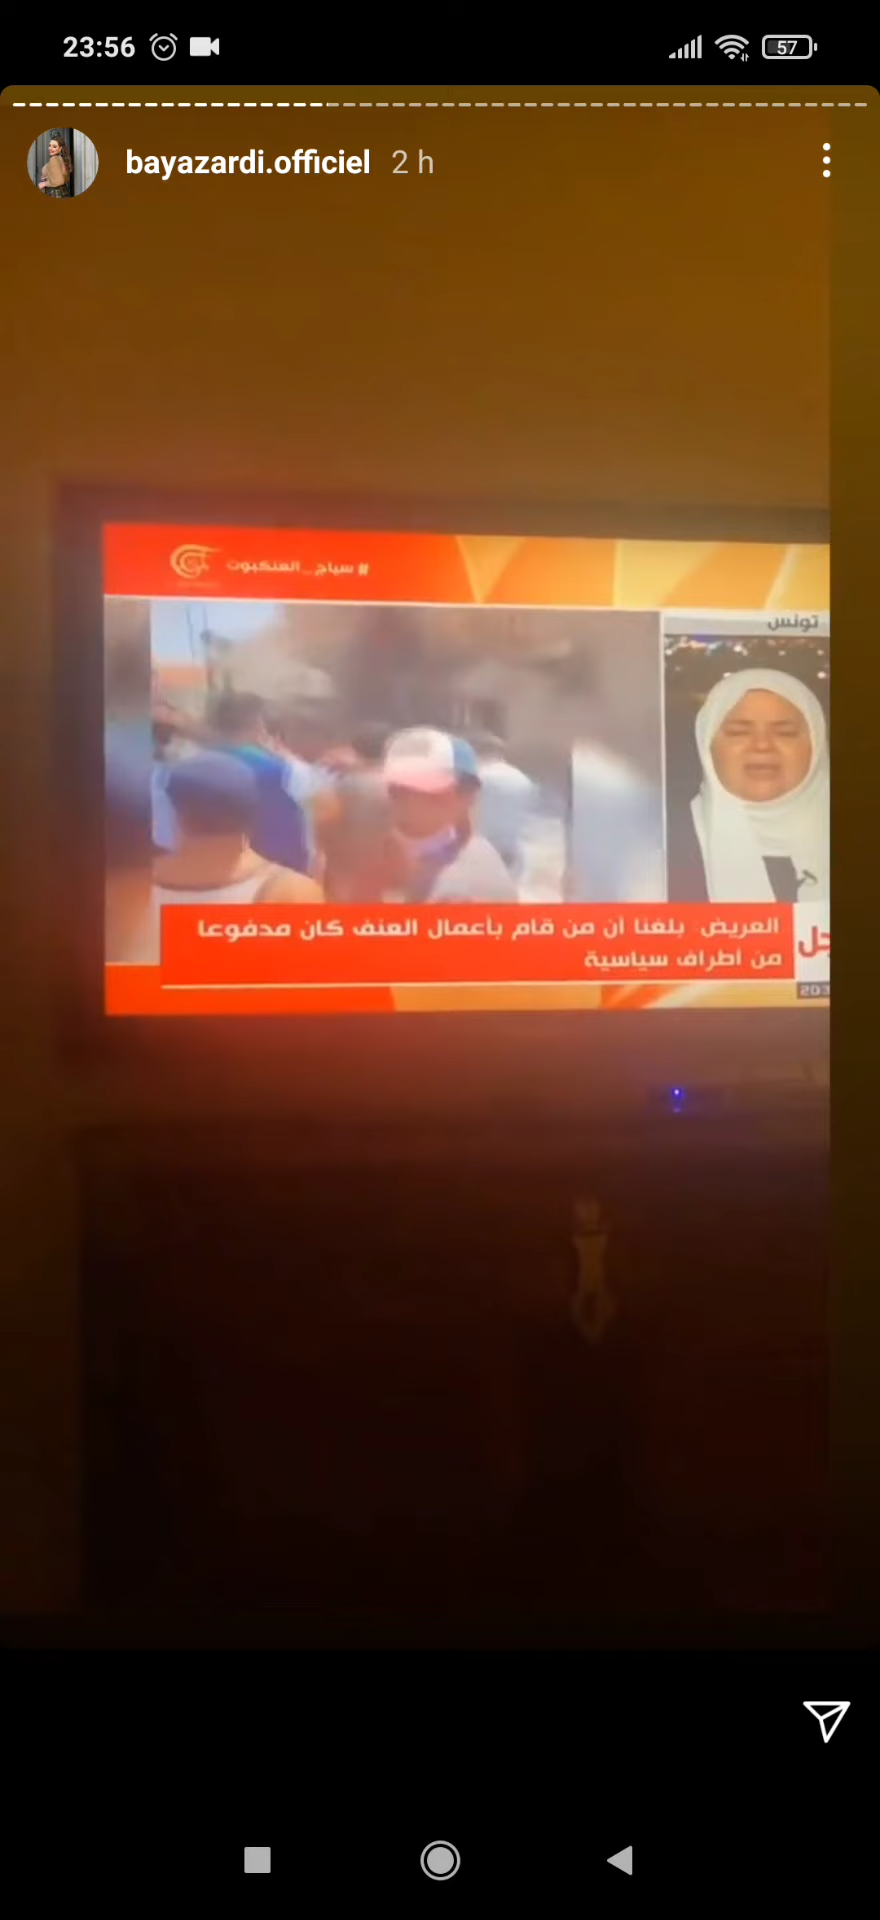 23:56
57
bayazardi.officiel 2 h
#سياج_العنكبوت
تونس
العريض: بلغنا أن من قام بأعمال العنف كان مدفوعا
من أطراف سياسية